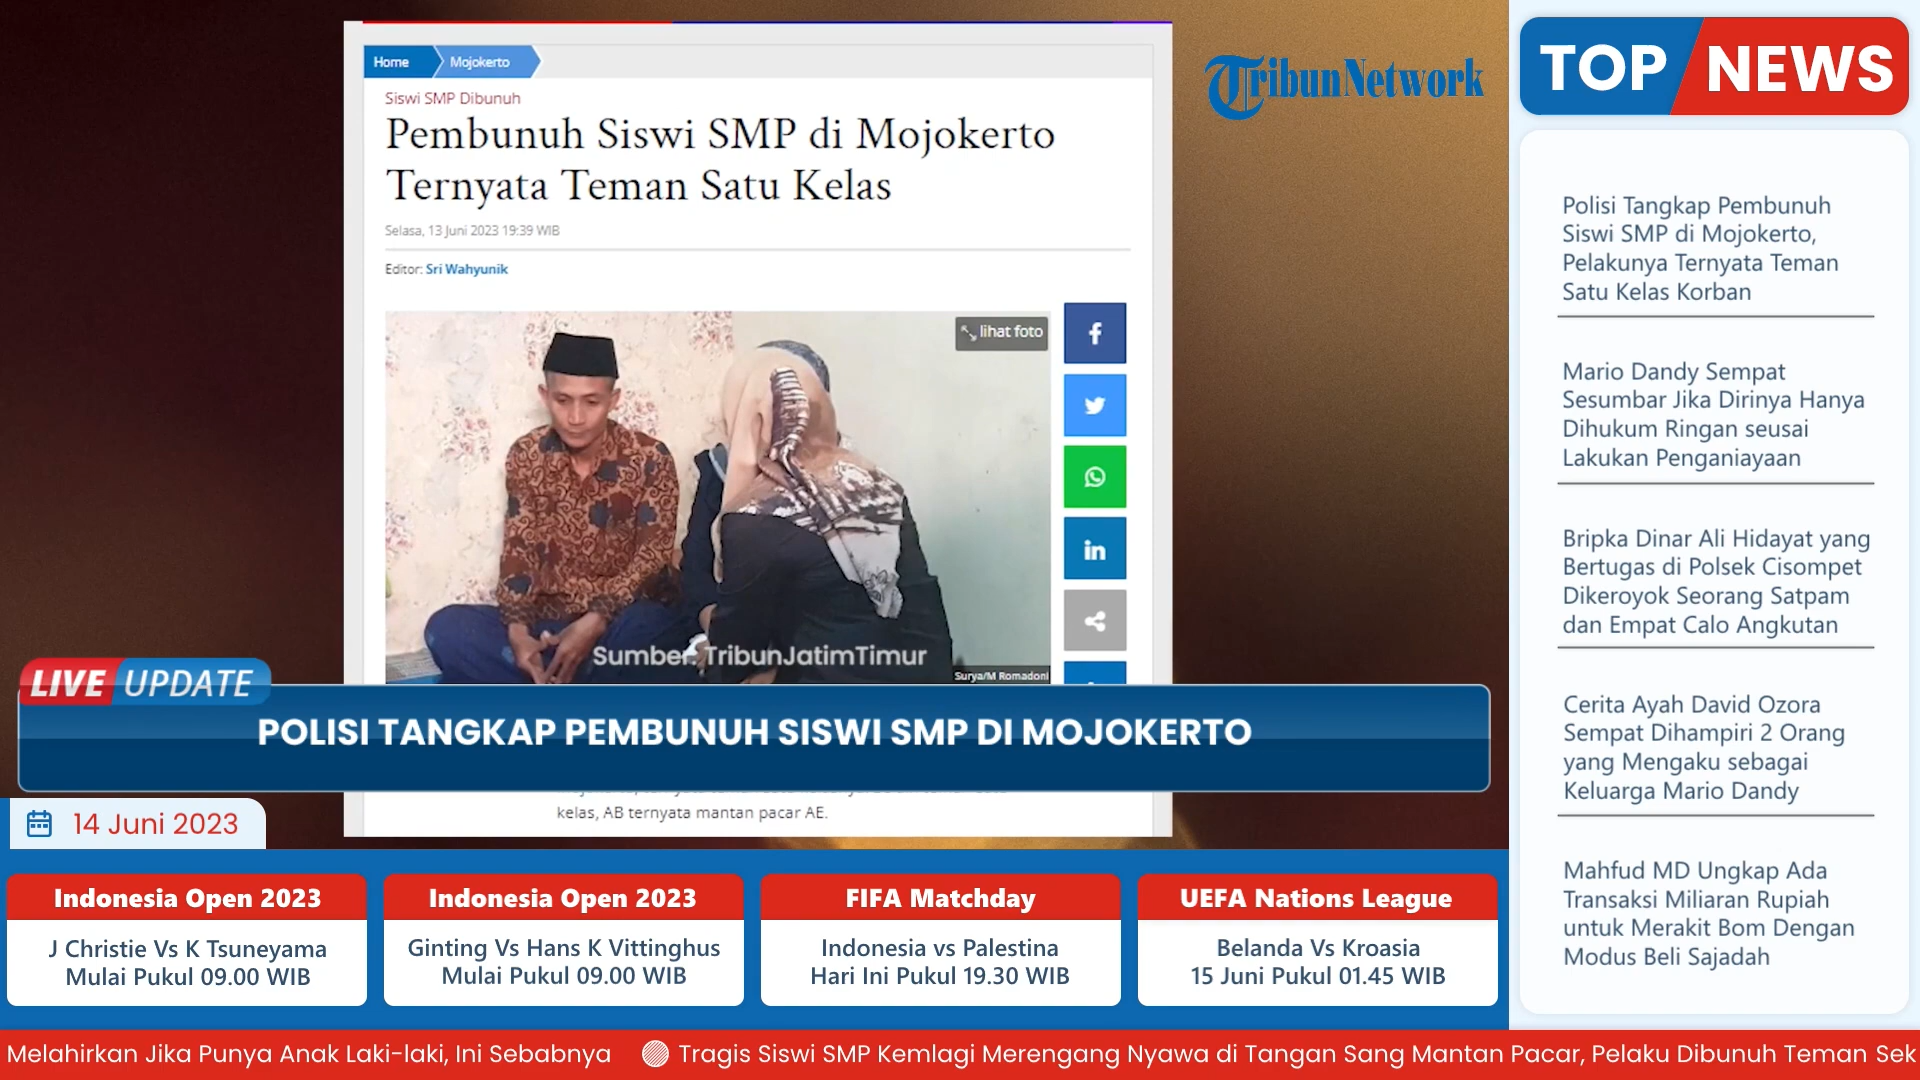 Home
Mojokerto
Siswi SMP Dibunuh
Pembunuh Siswi SMP di Mojokerto
Ternyata Teman Satu Kelas
Selasa, 13 Juni 2023 19:39 WIB
Editor: Sri Wahyunik
lihat foto
Sumber: TribunJatimTimur
Surya/M Romadoni
TribunNetwork
LIVE UPDATE
POLISI TANGKAP PEMBUNUH SISWI SMP DI MOJOKERTO
kelas, AB ternyata mantan pacar AE.
14 Juni 2023
TOP NEWS
Polisi Tangkap Pembunuh
Siswi SMP di Mojokerto,
Pelakunya Ternyata Teman
Satu Kelas Korban
Mario Dandy Sempat
Sesumbar Jika Dirinya Hanya
Dihukum Ringan seusai
Lakukan Penganiayaan
Bripka Dinar Ali Hidayat yang
Bertugas di Polsek Cisompet
Dikeroyok Seorang Satpam
dan Empat Calo Angkutan
Cerita Ayah David Ozora
Sempat Dihampiri 2 Orang
yang Mengaku sebagai
Keluarga Mario Dandy
Mahfud MD Ungkap Ada
Transaksi Miliaran Rupiah
untuk Merakit Bom Dengan
Modus Beli Sajadah
Indonesia Open 2023
J Christie Vs K Tsuneyama
Mulai Pukul 09.00 WIB
Indonesia Open 2023
Ginting Vs Hans K Vittinghus
Mulai Pukul 09.00 WIB
FIFA Matchday
Indonesia vs Palestina
Hari Ini Pukul 19.30 WIB
UEFA Nations League
Belanda Vs Kroasia
15 Juni Pukul 01.45 WIB
Melahirkan Jika Punya Anak Laki-laki, Ini Sebabnya
Tragis Siswi SMP Kemlagi Merengang Nyawa di Tangan Sang Mantan Pacar, Pelaku Dibunuh Teman Sek